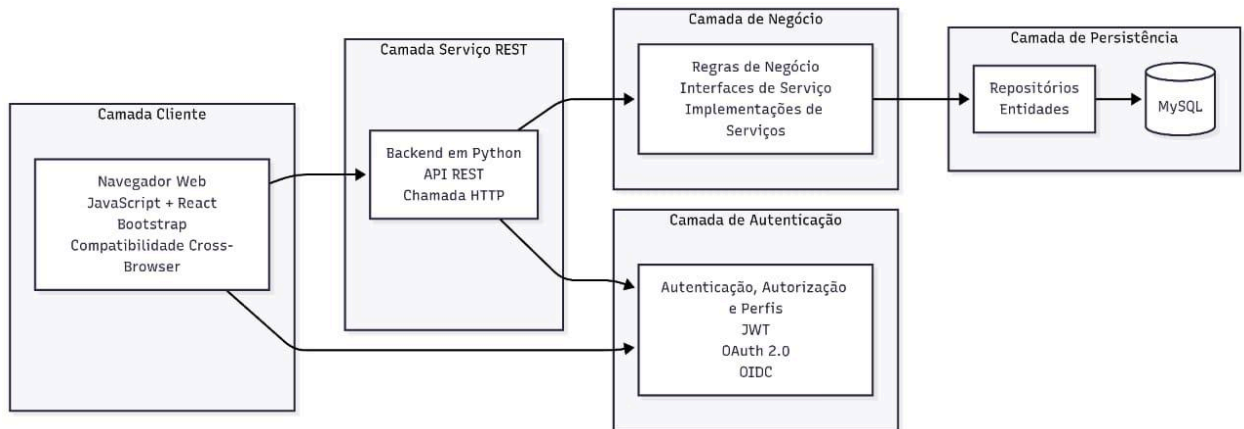 Camada Cliente
Navegador Web
JavaScript + React
Bootstrap
Compatibilidade Cross-
Browser
Camada Serviço REST
Backend em Python
API REST
Chamada HTTP
Camada de Negócio
Regras de Negócio
Interfaces de Serviço
Implementações de
Serviços
Camada de Autenticação
Autenticação, Autorização
e Perfis
JWT
OAuth 2.0
OIDC
Camada de Persistência
Repositórios
Entidades
MySQL